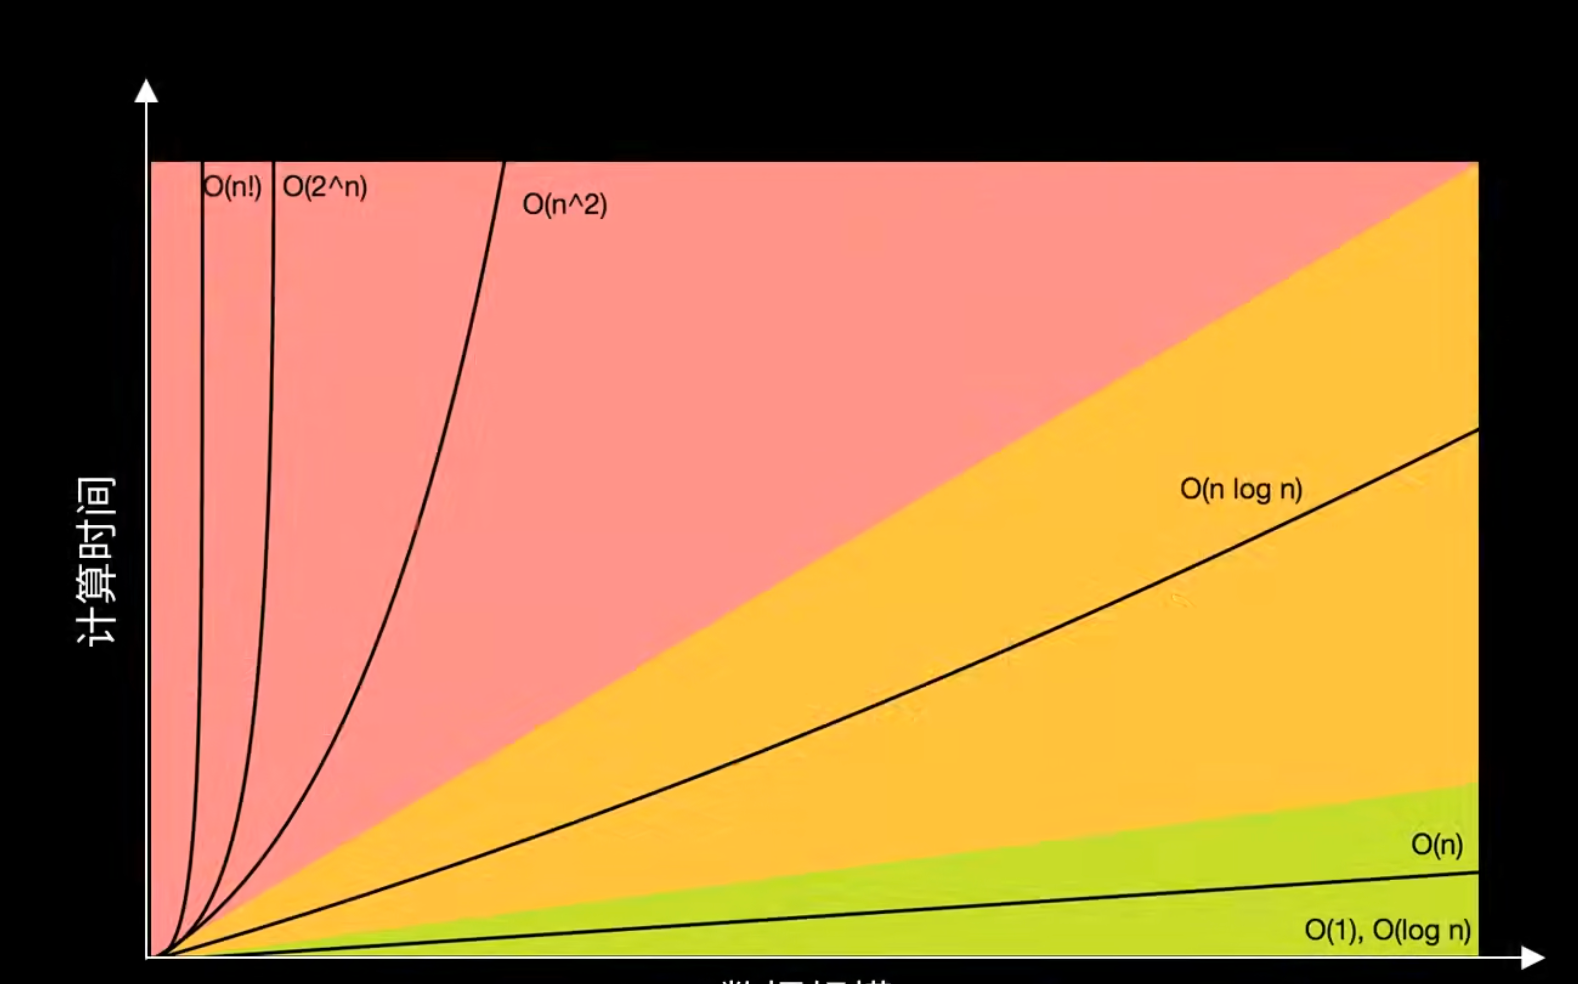 O(n!)
O(2^n)
O(n^2)
O(n log n)
计算时间
O(n)
O(1), O(log n)